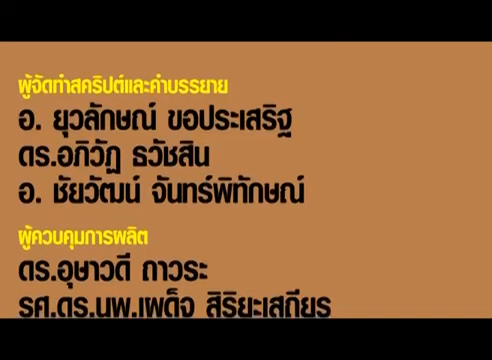 ผู้จัดทำสคริปต์และคำบรรยาย
อ. ยุวลักษณ์ ขอประเสริฐ
ดร.อภิวัฏ ธวัชสิน
อ. ชัยวัฒน์ จันทร์พิทักษณ์
ผู้ควบคุมการผลิต
ดร.อุษาวดี ถาวระ
รศ.ดร.นพ.เผด็จ สิริยะเสถียร